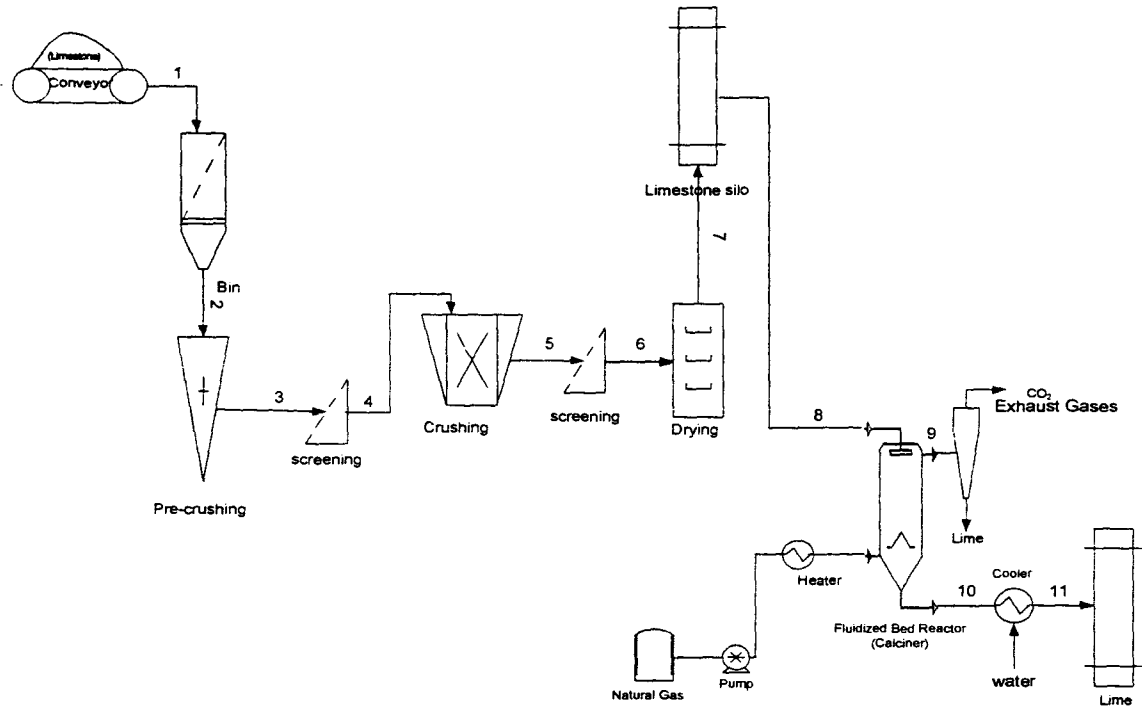 (Limestone)
Conveyor
1
Bin
2
Pre-crushing
3
screening
4
Crushing
5
screening
6
Drying
7
Limestone silo
8
9
CO2
Exhaust Gases
Lime
Heater
Natural Gas
Pump
Fluidized Bed Reactor
(Calciner)
10
Cooler
11
water
Lime